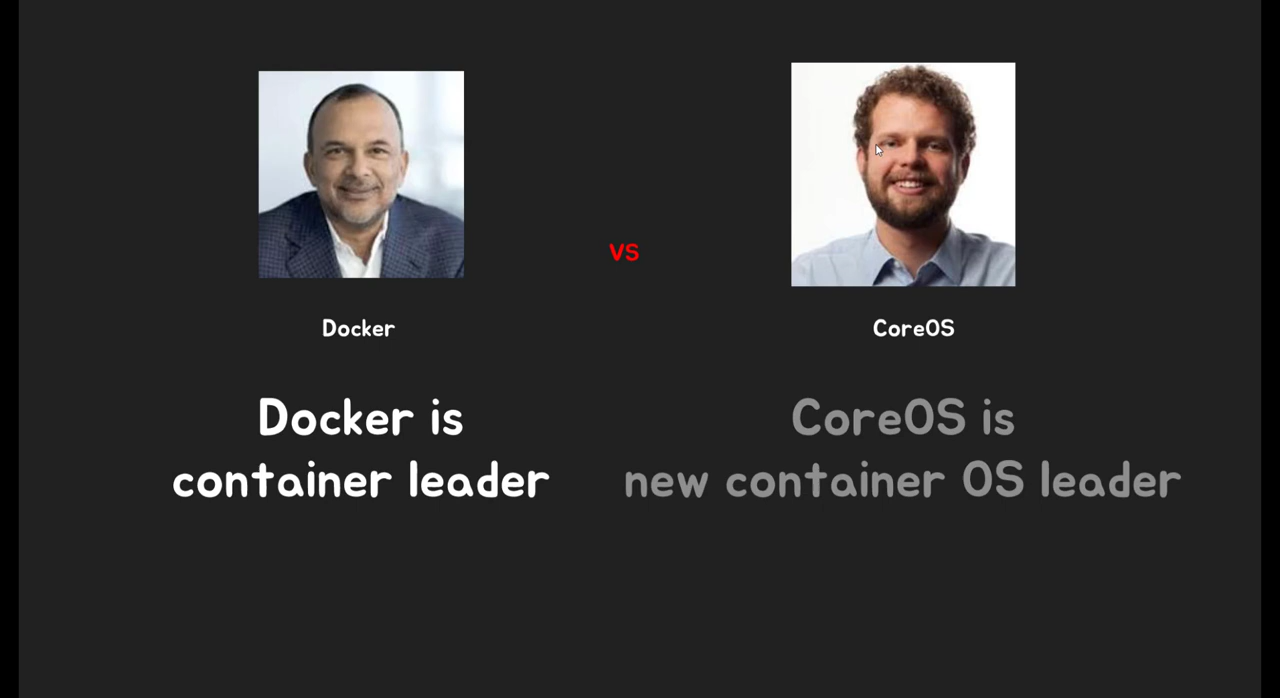 VS
Docker
CoreOS
Docker is
container leader
CoreOS is
new container OS leader